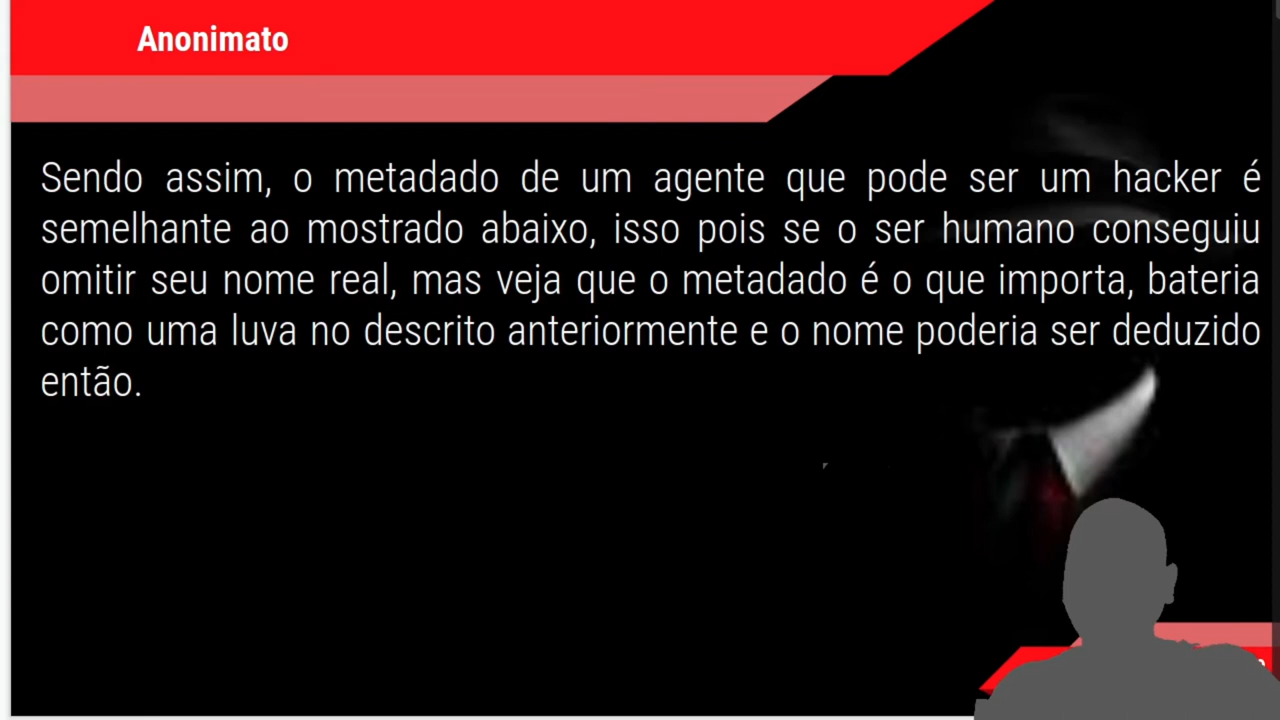 Anonimato
Sendo assim, o metadado de um agente que pode ser um hacker é
semelhante ao mostrado abaixo, isso pois se o ser humano conseguiu
omitir seu nome real, mas veja que o metadado é o que importa, bateria
como uma luva no descrito anteriormente e o nome poderia ser deduzido
então.